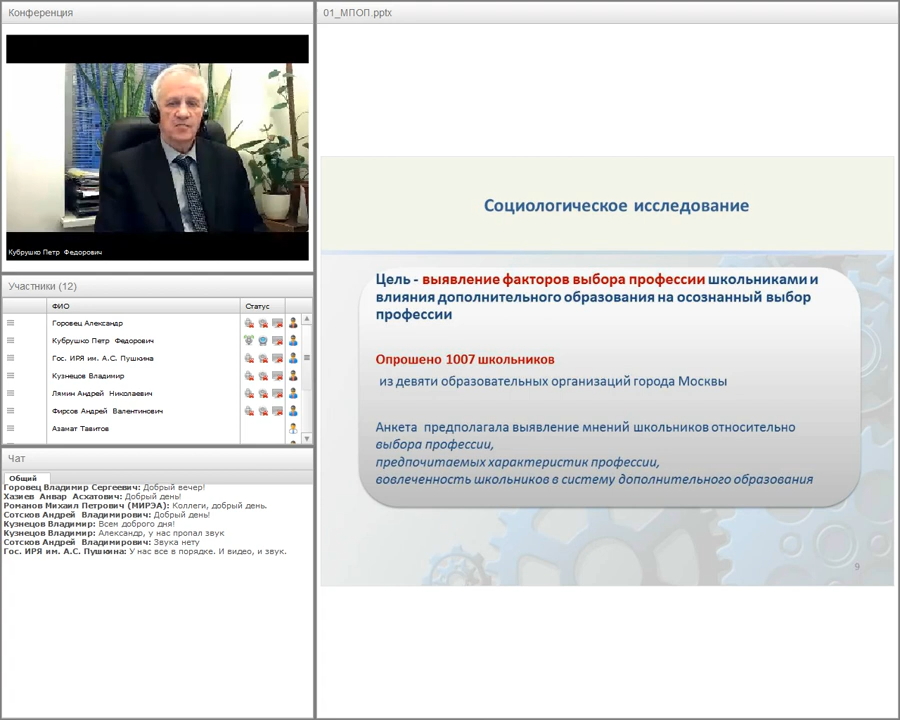 Конференция
Кубрушко Петр Федорович
Участники (12)
ФИО
Статус
Горовец Александр
Кубрушко Петр Федорович
Гос. ИРЯ им. А.С. Пушкина
Кузнецов Владимир
Лямин Андрей Николаевич
Фирсов Андрей Валентинович
Азамат Тавитов
Чат
Общий
Горовец Владимир Сергеевич: Добрый вечер!
Хазиев Анвар Асхатович: Добрый день!
Романов Михаил Петрович (МИРЭА): Коллеги, добрый день.
Сотсков Андрей Владимирович: Добрый день!
Кузнецов Владимир: Всем доброго дня!
Кузнецов Владимир: Александр, у нас пропал звук
Сотсков Андрей Владимирович: Звука нету
Гос. ИРЯ им. А.С. Пушкина: У нас все в порядке. И видео, и звук.
01_МПОП.pptx
Социологическое исследование
Цель - выявление факторов выбора профессии школьниками и
влияния дополнительного образования на осознанный выбор
профессии
Опрошено 1007 школьников
из девяти образовательных организаций города Москвы
Анкета предполагала выявление мнений школьников относительно
выбора профессии,
предпочитаемых характеристик профессии,
вовлеченность школьников в систему дополнительного образования
9